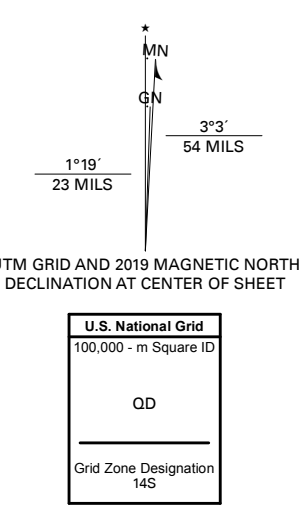 MN
GN
3°3´
54 MILS
1°19´
23 MILS
UTM GRID AND 2019 MAGNETIC NORTH
DECLINATION AT CENTER OF SHEET
U.S. National Grid
100,000 - m Square ID
QD
Grid Zone Designation
14S